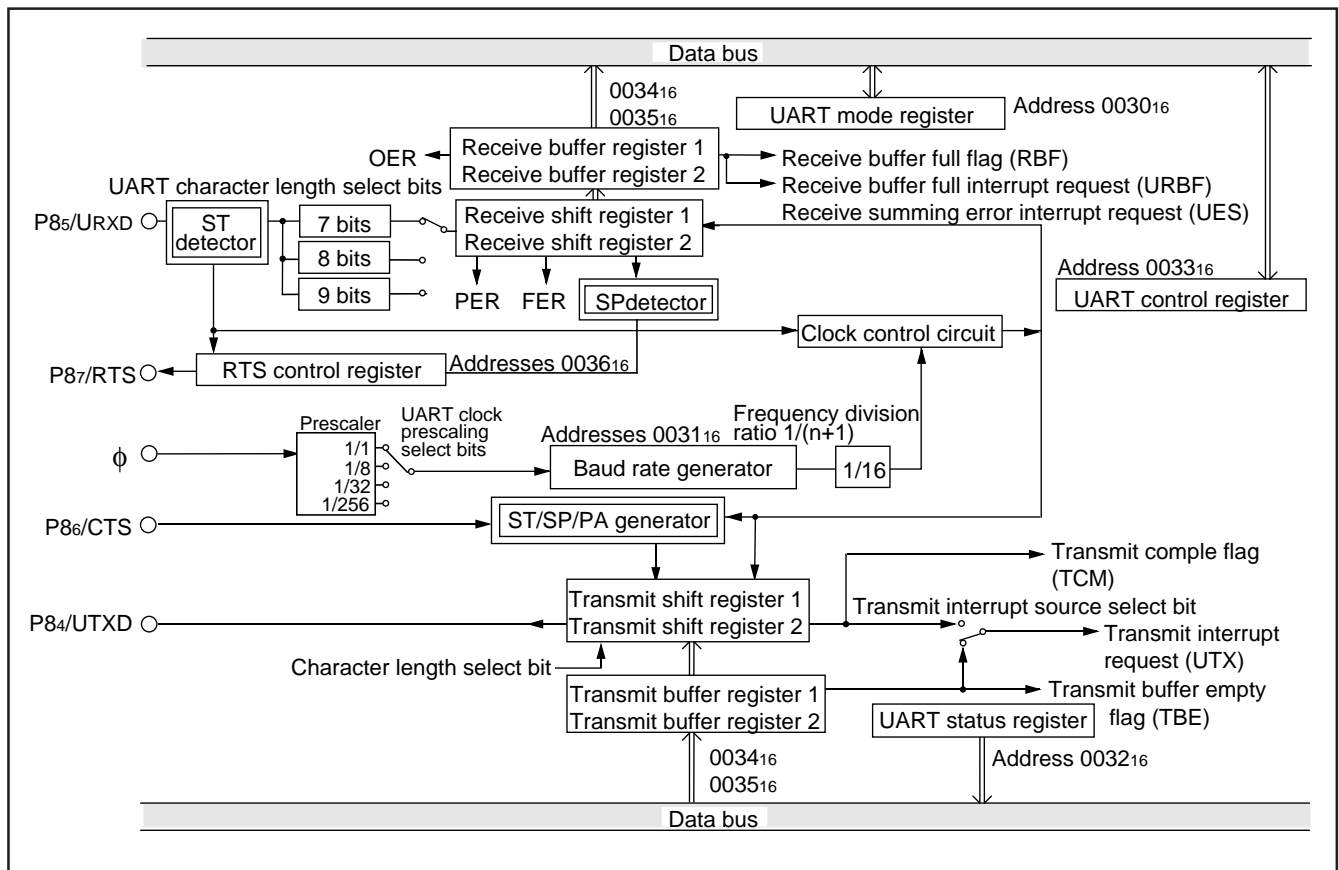 Data bus
0034₁₆
0035₁₆
UART mode register
Address 0030₁₆
OER
Receive buffer register 1
Receive buffer register 2
Receive buffer full flag (RBF)
Receive buffer full interrupt request (URBF)
UART character length select bits
Receive summing error interrupt request (UES)
P8₅/URXD
ST
detector
7 bits
8 bits
9 bits
Receive shift register 1
Receive shift register 2
PER
FER
SPdetector
Address 0033₁₆
UART control register
Clock control circuit
P8₇/RTS
RTS control register
Addresses 0036₁₆
ϕ
Prescaler
1/1
1/8
1/32
1/256
UART clock
prescaling
select bits
Addresses 0031₁₆
Baud rate generator
Frequency division
ratio 1/(n+1)
1/16
P8₆/CTS
ST/SP/PA generator
Transmit comple flag
(TCM)
P8₄/UTXD
Transmit shift register 1
Transmit shift register 2
Transmit interrupt source select bit
Transmit interrupt
request (UTX)
Character length select bit
Transmit buffer register 1
Transmit buffer register 2
Transmit buffer empty
flag (TBE)
UART status register
Address 0032₁₆
0034₁₆
0035₁₆
Data bus